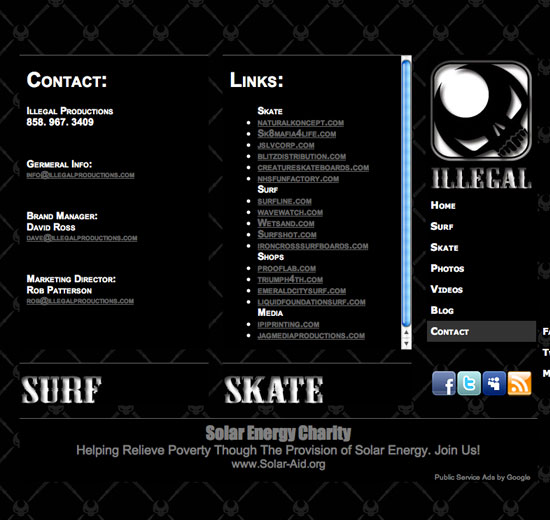 Contact:
Illegal Productions
858. 967. 3409
Germeral Info:
info@illegalproductions.com
Brand Manager:
David Ross
dave@illegalproductions.com
Marketing Director:
Rob Patterson
rob@illegalproductions.com
Links:
Skate
naturalkoncept.com
Sk8mafia4life.com
jslvcorp.com
blitzdistribution.com
creatureskateboards.com
nhsfunfactory.com
Surf
surfline.com
wavewatch.com
Wetsand.com
Surfshot.com
ironcrosssurfboards.com
Shops
prooflab.com
triumph4th.com
emeraldcitysurf.com
liquidfoundationsurf.com
Media
ipiprinting.com
jagmediaproductions.com
ILLEGAL
Home
Surf
Skate
Photos
Videos
Blog
Contact
Fa
Tw
M
SURF
SKATE
Solar Energy Charity
Helping Relieve Poverty Though The Provision of Solar Energy. Join Us!
www.Solar-Aid.org
Public Service Ads by Google